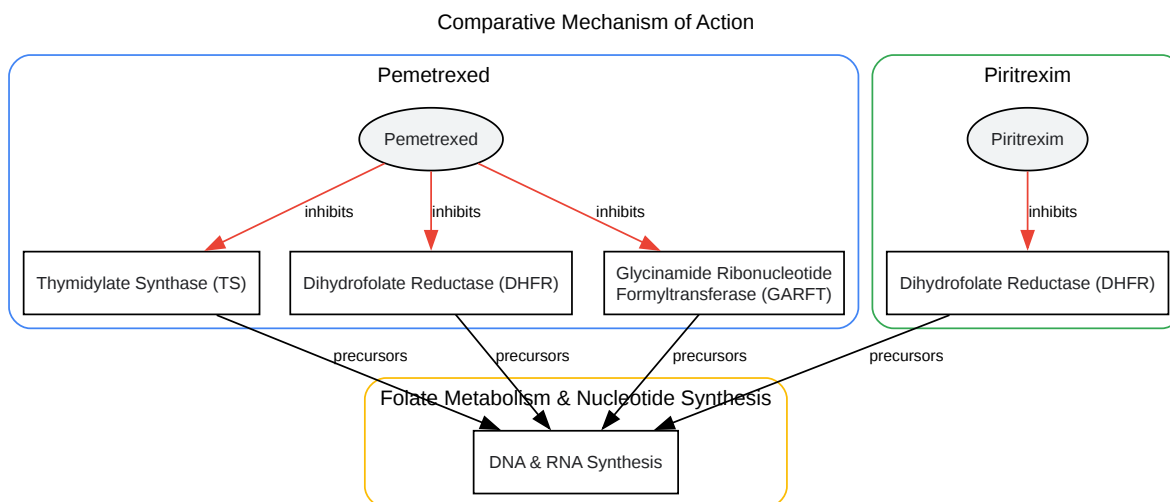 Comparative Mechanism of Action
Pemetrexed
Piritrexim
Pemetrexed
Piritrexim
inhibits
inhibits
inhibits
inhibits
Thymidylate Synthase (TS)
Dihydrofolate Reductase (DHFR)
Glycinamide Ribonucleotide
Formyltransferase (GARFT)
Dihydrofolate Reductase (DHFR)
precursors
precursors
precursors
precursors
Folate Metabolism & Nucleotide Synthesis
DNA & RNA Synthesis